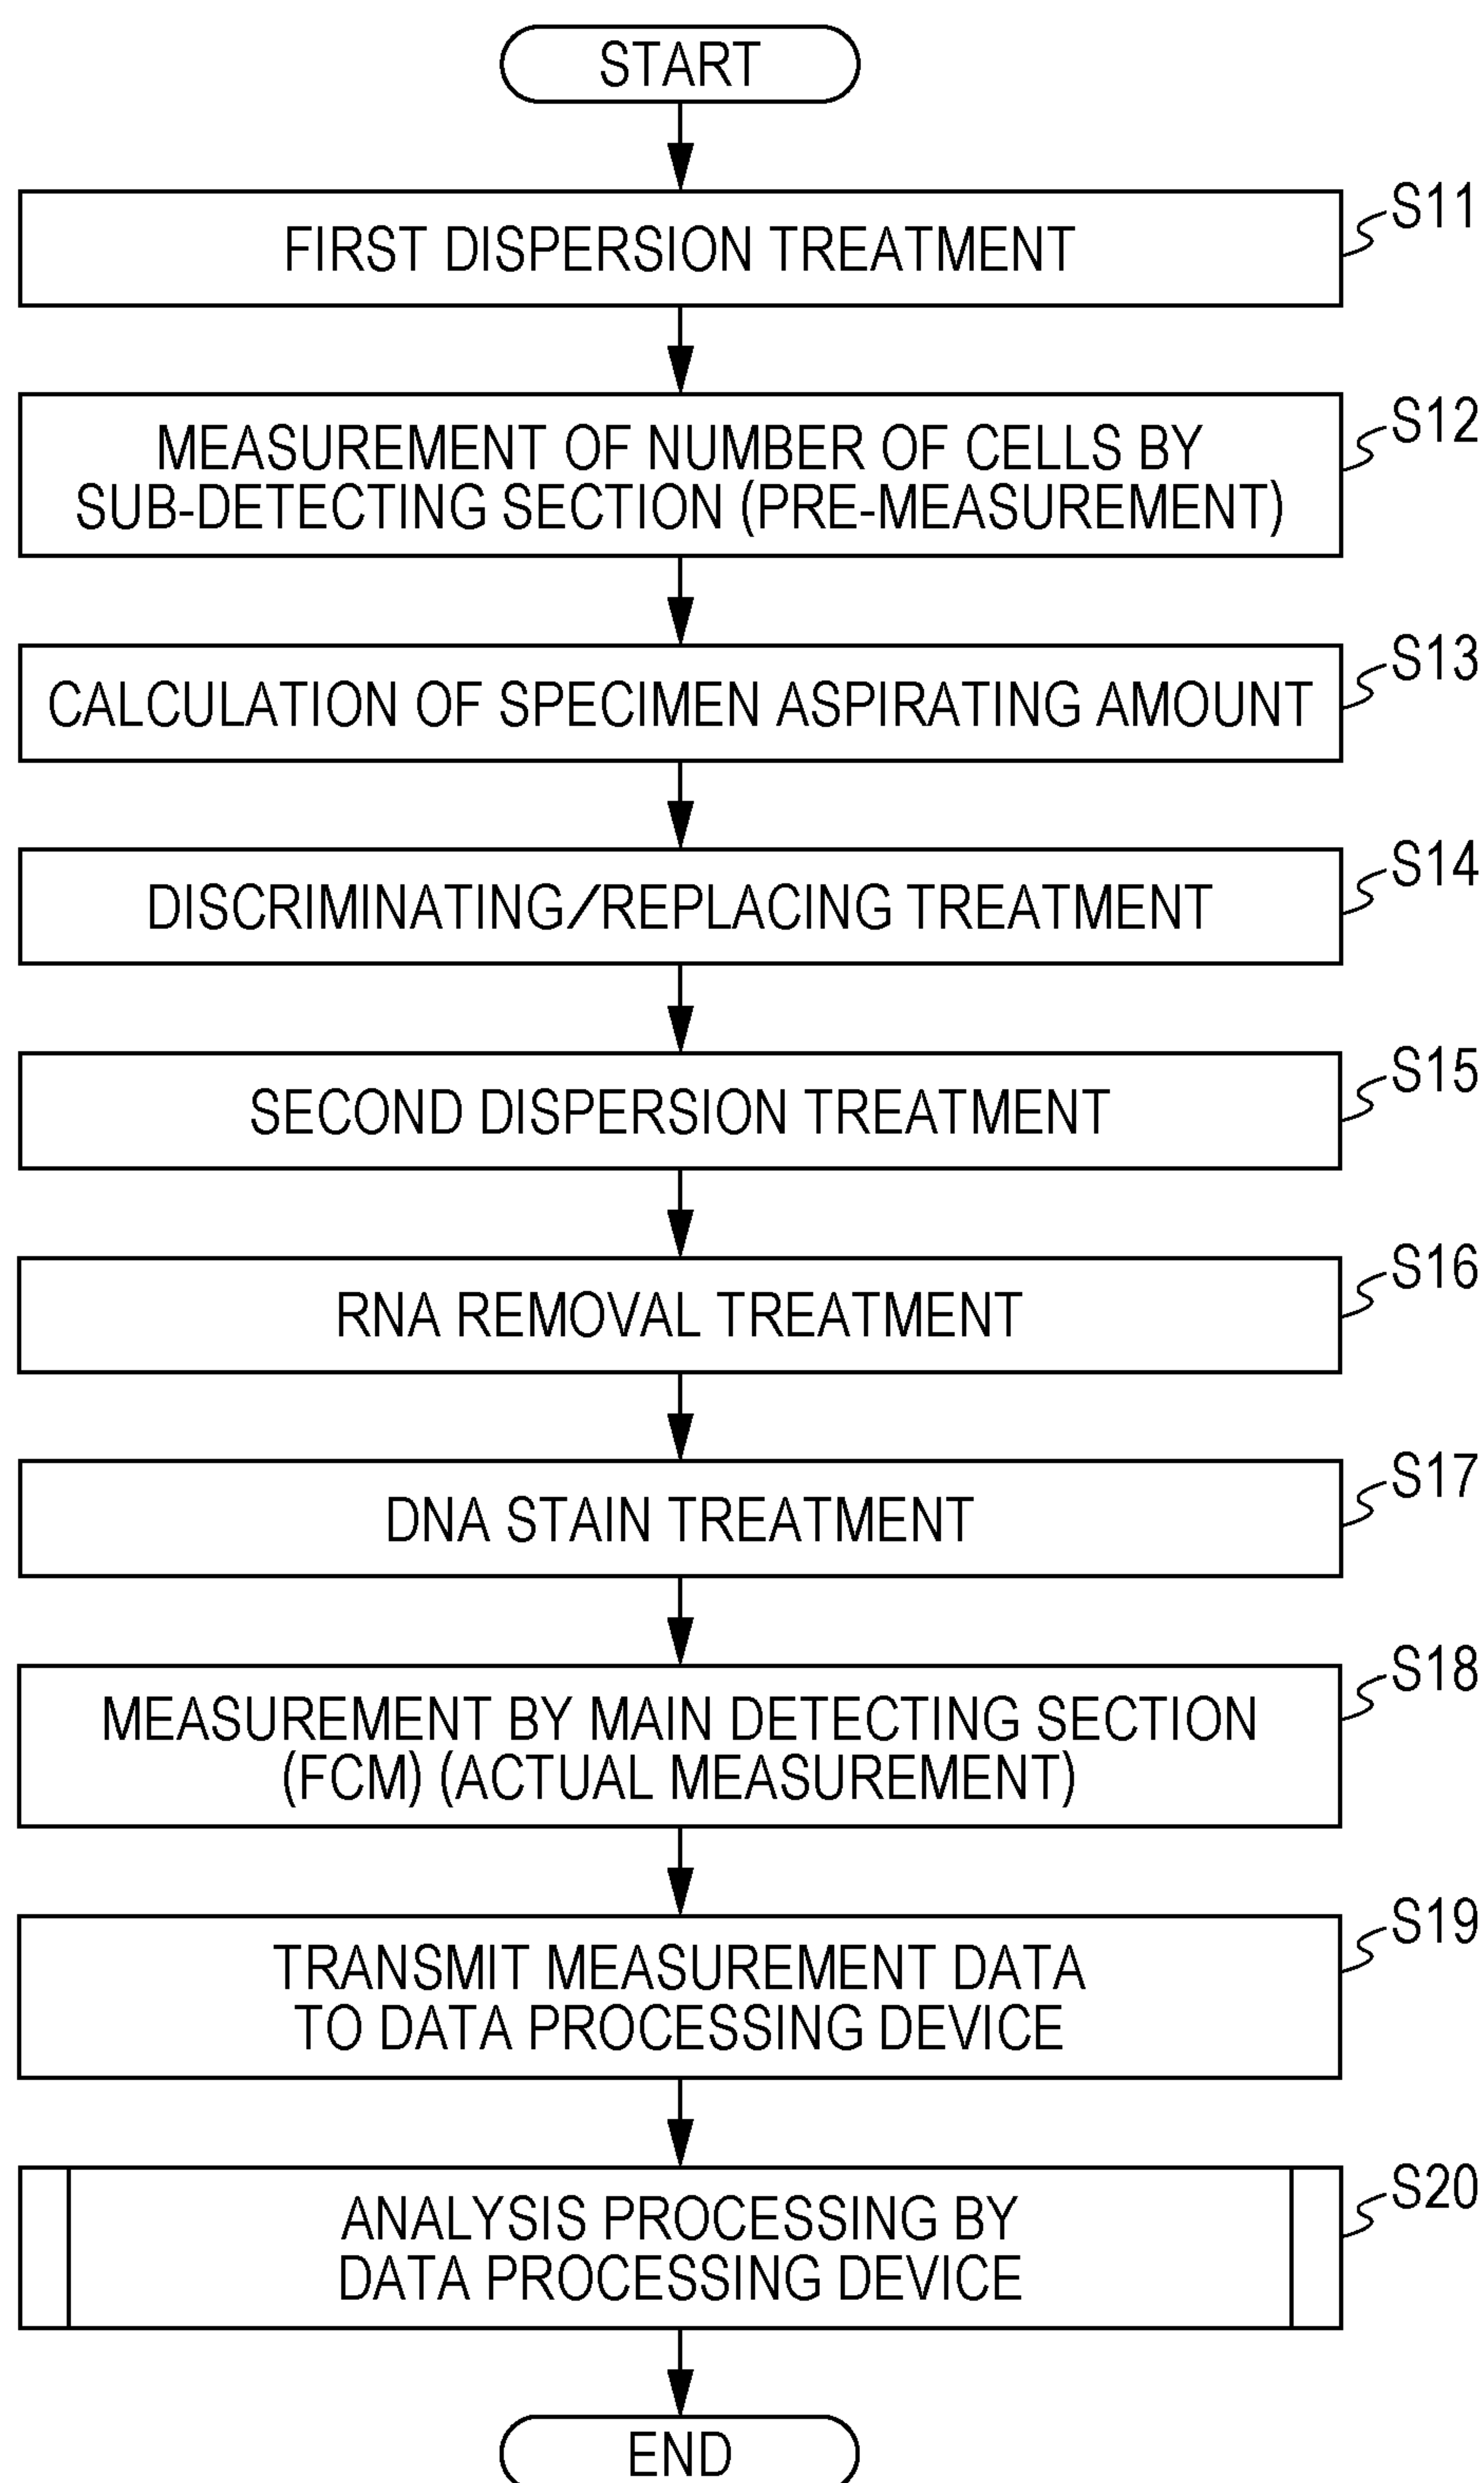 START
FIRST DISPERSION TREATMENT
S11
MEASUREMENT OF NUMBER OF CELLS BY
SUB-DETECTING SECTION (PRE-MEASUREMENT)
S12
CALCULATION OF SPECIMEN ASPIRATING AMOUNT
S13
DISCRIMINATING/REPLACING TREATMENT
S14
SECOND DISPERSION TREATMENT
S15
RNA REMOVAL TREATMENT
S16
DNA STAIN TREATMENT
S17
MEASUREMENT BY MAIN DETECTING SECTION
(FCM) (ACTUAL MEASUREMENT)
S18
TRANSMIT MEASUREMENT DATA
TO DATA PROCESSING DEVICE
S19
ANALYSIS PROCESSING BY
DATA PROCESSING DEVICE
S20
END